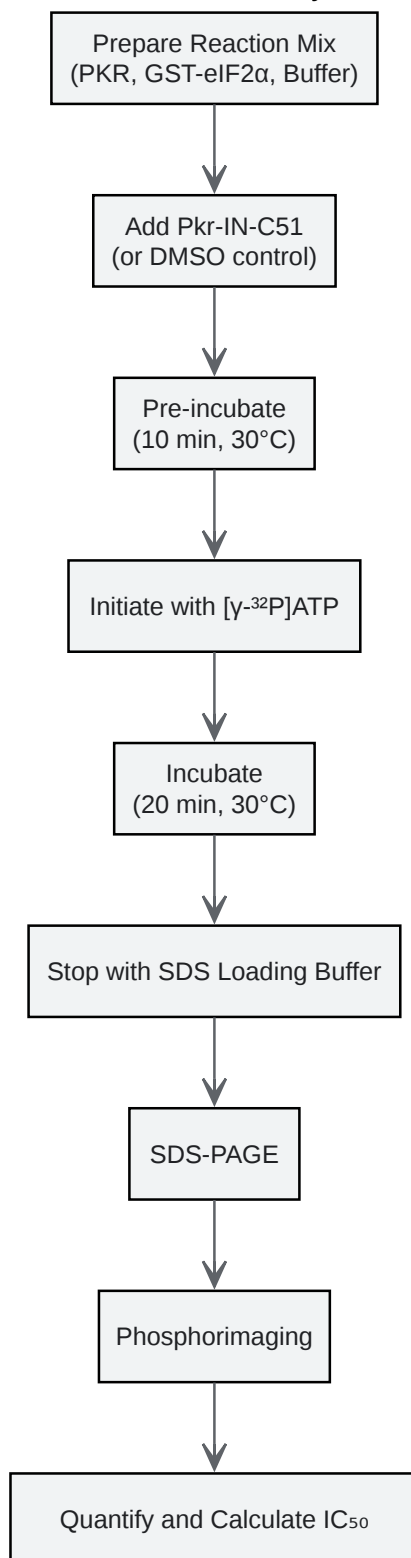 Prepare Reaction Mix
(PKR, GST-eIF2α, Buffer)
Add Pkr-IN-C51
(or DMSO control)
Pre-incubate
(10 min, 30°C)
Initiate with [γ-³²P]ATP
Incubate
(20 min, 30°C)
Stop with SDS Loading Buffer
SDS-PAGE
Phosphorimaging
Quantify and Calculate IC₅₀